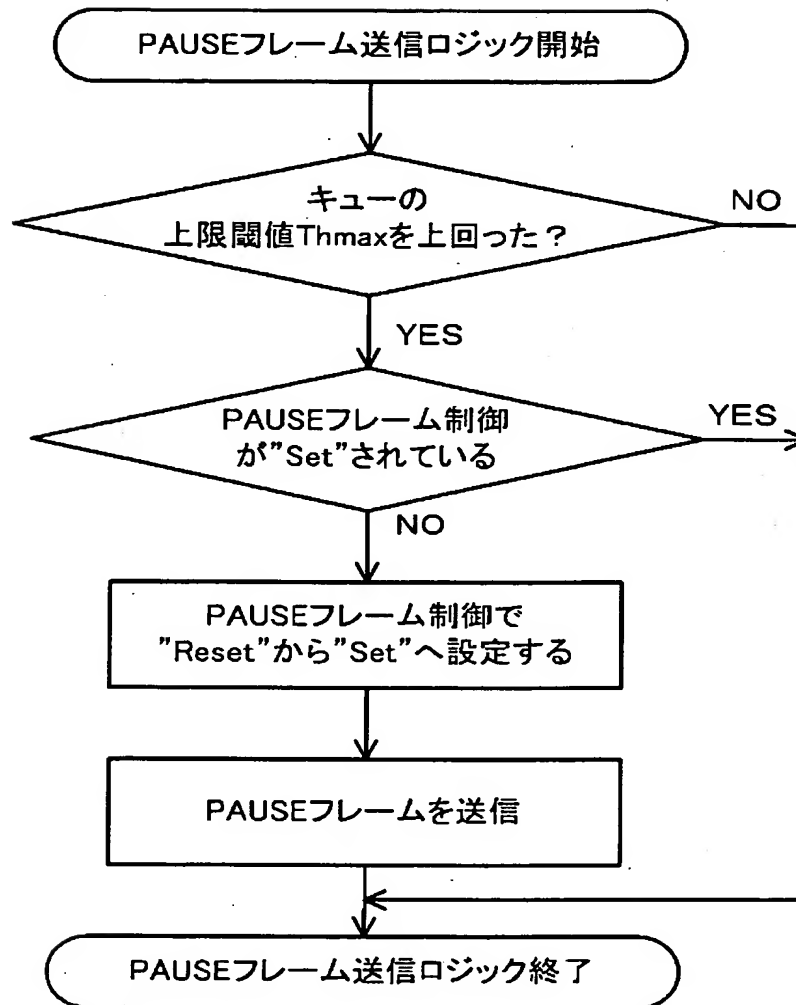 PAUSEフレーム送信ロジック開始
キューの
上限閾値Thmaxを上回った?
NO
YES
PAUSEフレーム制御
が"Set"されている
YES
NO
PAUSEフレーム制御で
"Reset"から"Set"へ設定する
PAUSEフレームを送信
PAUSEフレーム送信ロジック終了